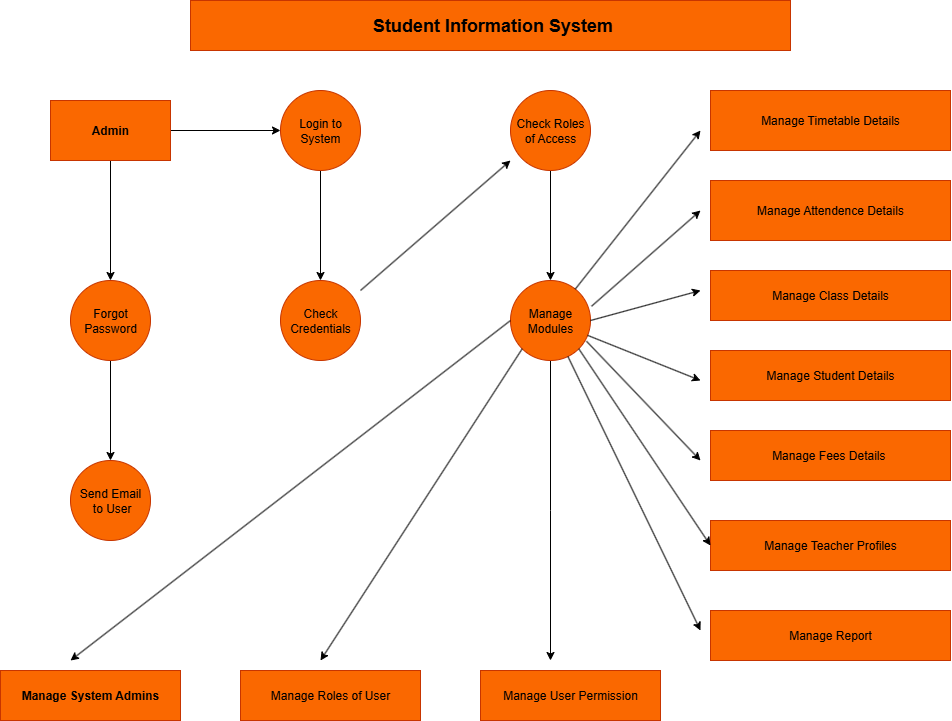 Student Information System
Admin
Login to
System
Check Roles
of Access
Manage Timetable Details
Manage Attendence Details
Manage Class Details
Forgot
Password
Check
Credentials
Manage
Modules
Manage Student Details
Manage Fees Details
Send Email
to User
Manage Teacher Profiles
Manage Report
Manage System Admins
Manage Roles of User
Manage User Permission